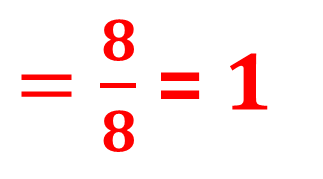 = 8/8 = 1